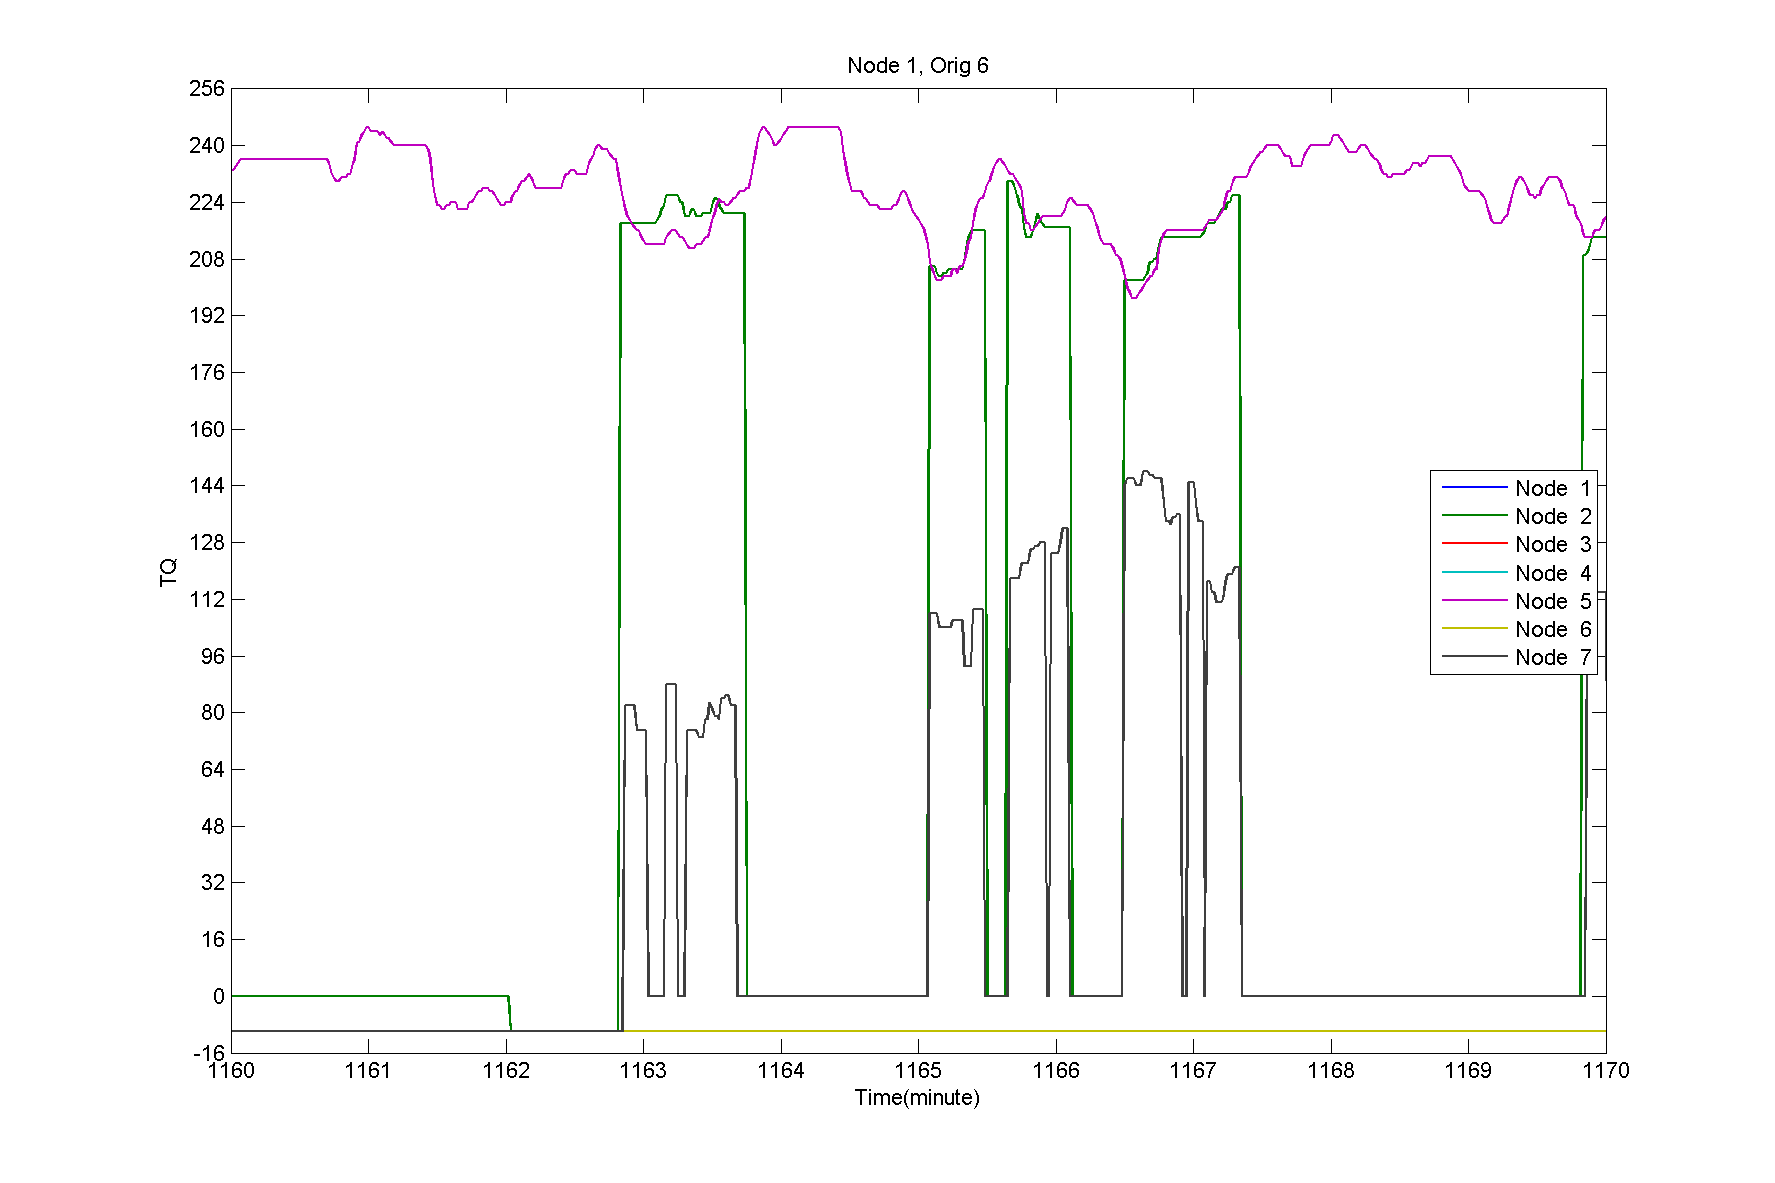 Node 1, Orig 6
256
240
224
208
192
176
160
144
128
112
96
80
64
48
32
16
0
-16
TQ
Node 1
Node 2
Node 3
Node 4
Node 5
Node 6
Node 7
1160 1161 1162 1163 1164 1165 1166 1167 1168 1169 1170
Time(minute)